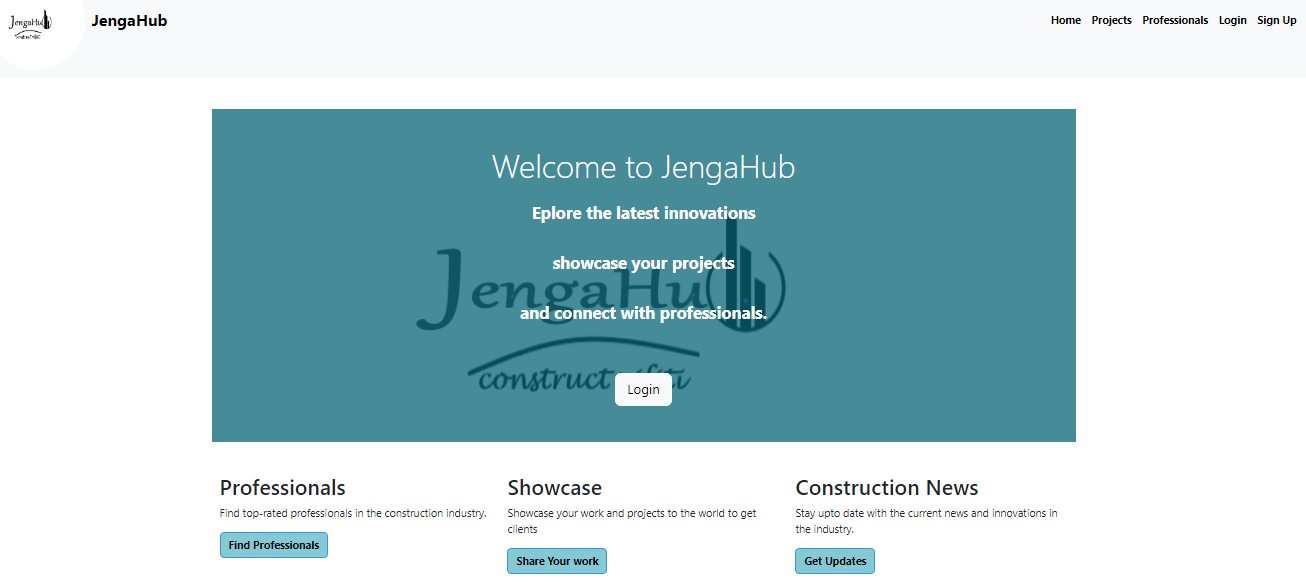 JengaHub
JengaHub
Home Projects Professionals Login Sign Up
Welcome to JengaHub
Eplore the latest innovations
showcase your projects
JengaHub
and connect with professionals.
construct
Login
Professionals
Find top-rated professionals in the construction industry.
Find Professionals
Showcase
Showcase your work and projects to the world to get
clients
Share Your work
Construction News
Stay upto date with the current news and innovations in
the industry.
Get Updates